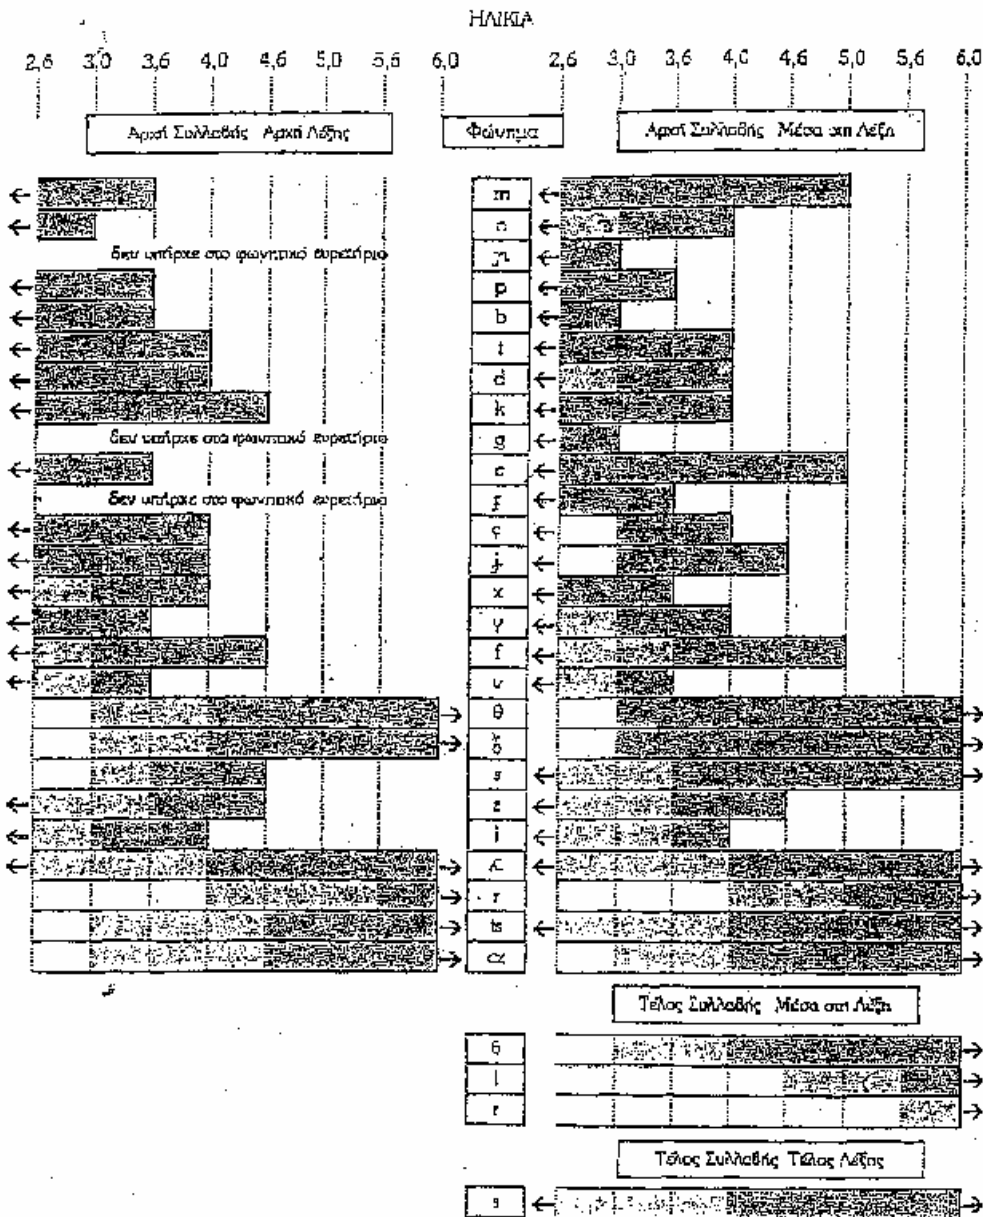 ΗΛΙΚΙΑ
2,6 3,0 3,6 4,0 4,6 5,0 5,6 6,0 2,6 3,0 3,6 4,0 4,6 5,0 5,6 6,0
Αρχή Συλλαβής Αρχή Λέξης
Φώνημα
Αρχή Συλλαβής Μέσα στη Λέξη
m
n
δεν υπήρχε στο φωνητικό ευρετήριο
ɲ
p
b
t
d
k
δεν υπήρχε στο φωνητικό ευρετήριο
g
c
δεν υπήρχε στο φωνητικό ευρετήριο
ɟ
ç
ʝ
x
γ
f
v
θ
ð
s
z
l
r
ts
Τέλος Συλλαβής Μέσα στη Λέξη
l
r
Τέλος Συλλαβής Τέλος Λέξης
s